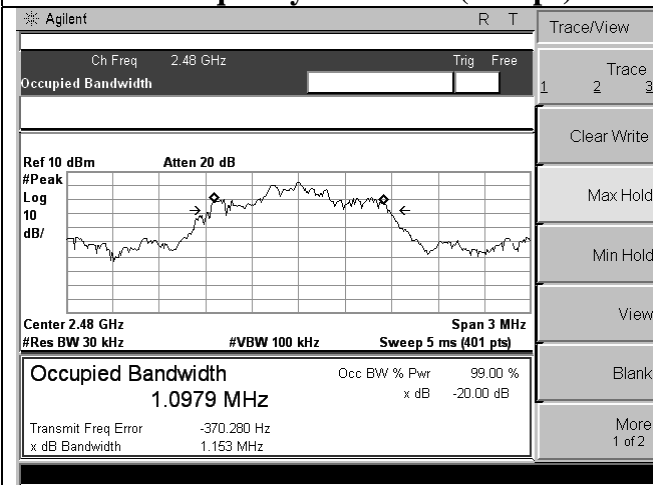 Agilent R T
Trace/View
Ch Freq 2.48 GHz Trig Free
Occupied Bandwidth
Trace
1 2 3
Clear Write
Ref 10 dBm Atten 20 dB
#Peak
Log
10
dB/
Max Hold
Min Hold
Center 2.48 GHz Span 3 MHz
#Res BW 30 kHz #VBW 100 kHz Sweep 5 ms (401 pts)
View
Occupied Bandwidth Occ BW % Pwr 99.00 %
1.0979 MHz x dB -20.00 dB
Blank
Transmit Freq Error -370.280 Hz
x dB Bandwidth 1.153 MHz
More
1 of 2